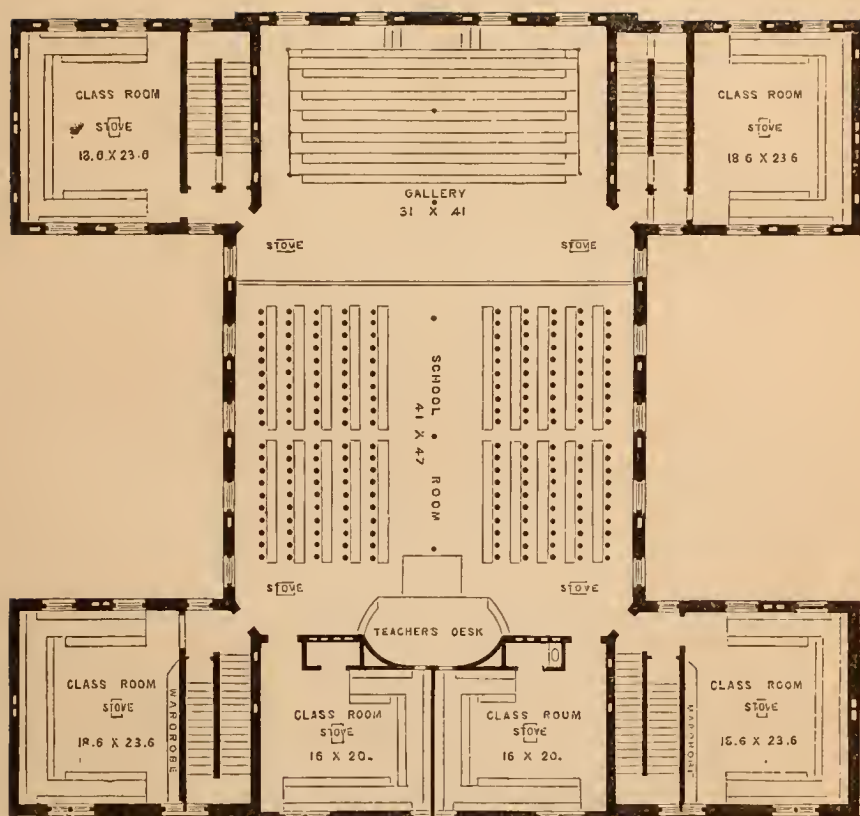 CLASS ROOM
STOVE
18.6 X 23.6
CLASS ROOM
STOVE
18 6 X 23 6
GALLERY
31 X 41
STOVE
STOVE
SCHOOL ROOM
41 X 47
STOVE
STOVE
TEACHER'S DESK
CLASS ROOM
STOVE
18.6 X 23.6
WARDROBE
CLASS ROOM
STOVE
16 X 20.
CLASS ROOM
STOVE
16 X 20.
WARDROBE
CLASS ROOM
STOVE
18.6 X 23.6